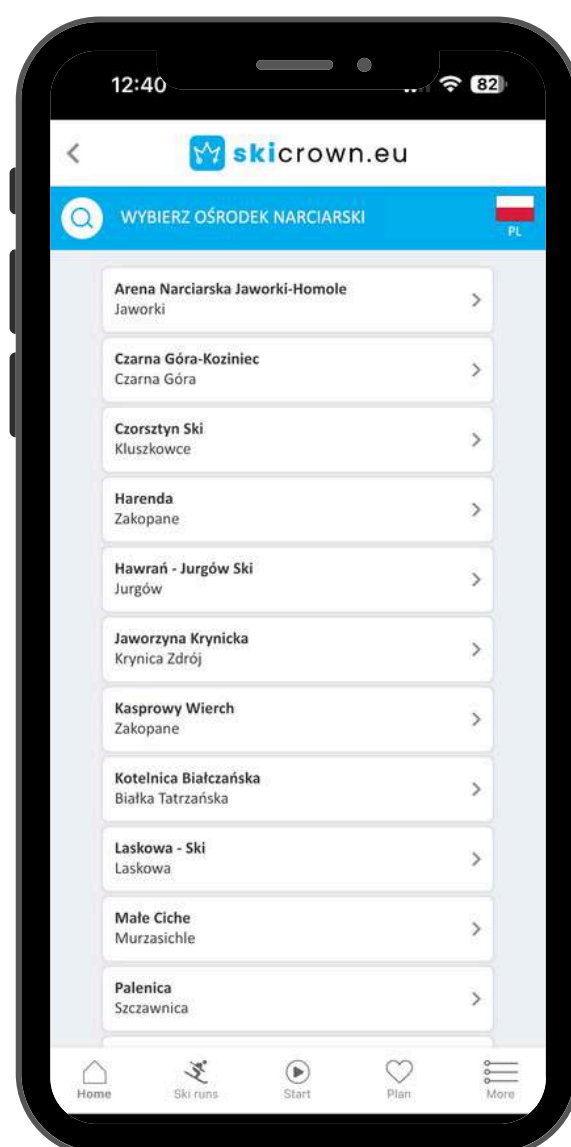 12:40
82
skicrown.eu
WYBIERZ OŚRODEK NARCIARSKI
PL
Arena Narciarska Jaworki-Homole
Jaworki
Czarna Góra-Koziniec
Czarna Góra
Czorsztyn Ski
Kluszkowce
Harenda
Zakopane
Hawrań - Jurgów Ski
Jurgów
Jaworzyna Krynicka
Krynica Zdrój
Kasprowy Wierch
Zakopane
Kotelnica Białczańska
Białka Tatrzańska
Laskowa - Ski
Laskowa
Małe Ciche
Murzasichle
Palenica
Szczawnica
Home Ski runs Start Plan More